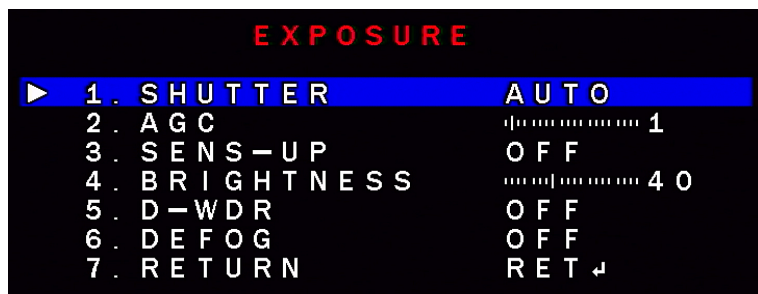 EXPOSURE
1. SHUTTER AUTO
2. AGC 1
3. SENS-UP OFF
4. BRIGHTNESS 40
5. D-WDR OFF
6. DEFOG OFF
7. RETURN RET↲